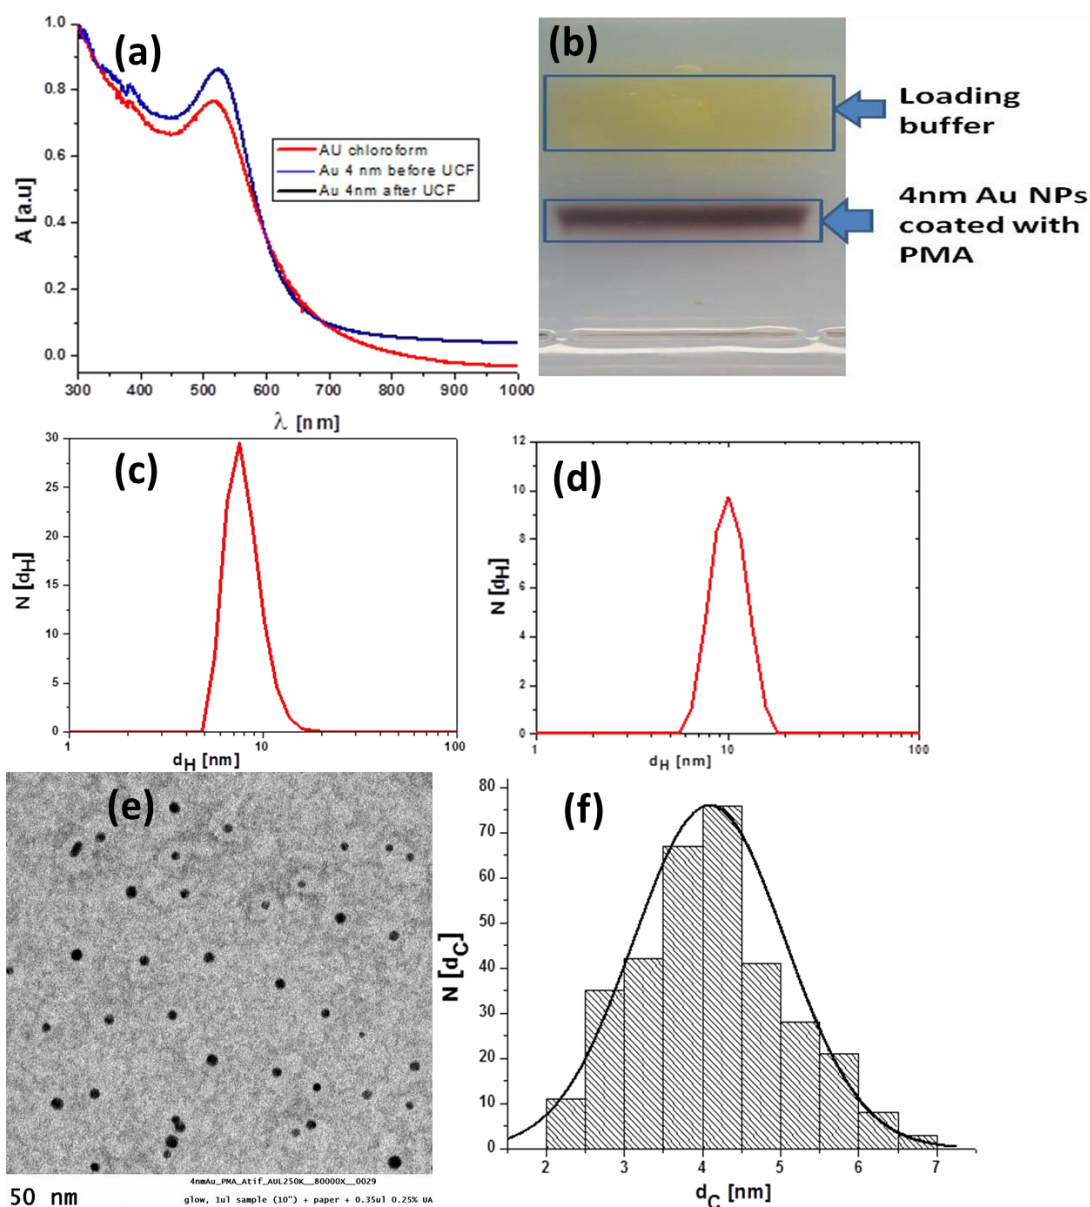 (a)
1.0
0.8
0.6
0.4
0.2
0.0
A [a.u]
AU chloroform
Au 4 nm before UCF
Au 4nm after UCF
300 400 500 600 700 800 900 1000
λ [nm]
(b)
Loading
buffer
4nm Au NPs
coated with
PMA
(c)
30
25
20
15
10
5
0
N [dH]
1 10 100
dH [nm]
(d)
12
10
8
6
4
2
0
N [dH]
1 10 100
dH [nm]
(e)
50 nm
4nmAu_PMA_Atif_AUL250K__80000X__0029
glow, 1ul sample (10") + paper + 0.35ul 0.25% UA
(f)
80
70
60
50
40
30
20
10
0
N [dC]
2 3 4 5 6 7
dC [nm]